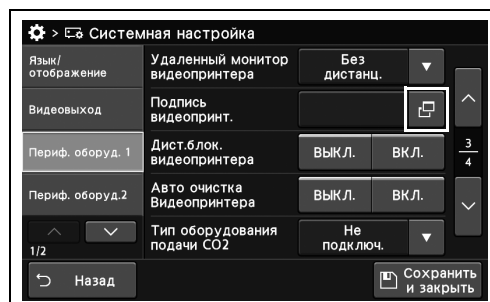 > Системная настройка
Язык/
отображение
Видеовыход
Периф. оборуд. 1
Периф. оборуд.2
1/2
Удаленный монитор
видеопринтера
Без
дистанц.
Подпись
видеопринт.
Дист.блок.
видеопринтера
ВЫКЛ. ВКЛ.
Авто очистка
Видеопринтера
ВЫКЛ. ВКЛ.
Тип оборудования
подачи CO2
Не
подключ.
3
4
Назад
Сохранить
и закрыть